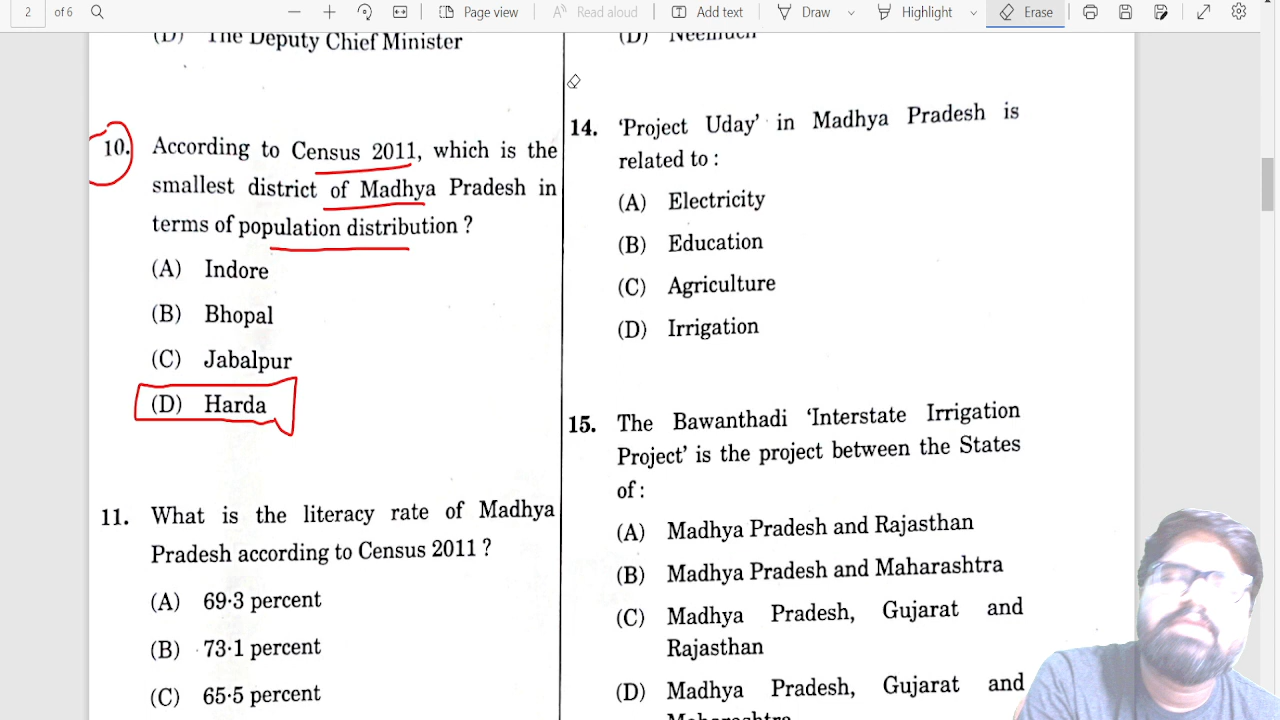 2 of 6 Page view Read aloud Add text Draw Highlight Erase
(D) The Deputy Chief Minister
10. According to Census 2011, which is the
smallest district of Madhya Pradesh in
terms of population distribution ?
(A) Indore
(B) Bhopal
(C) Jabalpur
(D) Harda
11. What is the literacy rate of Madhya
Pradesh according to Census 2011 ?
(A) 69·3 percent
(B) 73·1 percent
(C) 65·5 percent
(D) Neemuch
14. ‘Project Uday’ in Madhya Pradesh is
related to :
(A) Electricity
(B) Education
(C) Agriculture
(D) Irrigation
15. The Bawanthadi ‘Interstate Irrigation
Project’ is the project between the States
of :
(A) Madhya Pradesh and Rajasthan
(B) Madhya Pradesh and Maharashtra
(C) Madhya Pradesh, Gujarat and
Rajasthan
(D) Madhya Pradesh, Gujarat and
Maharashtra